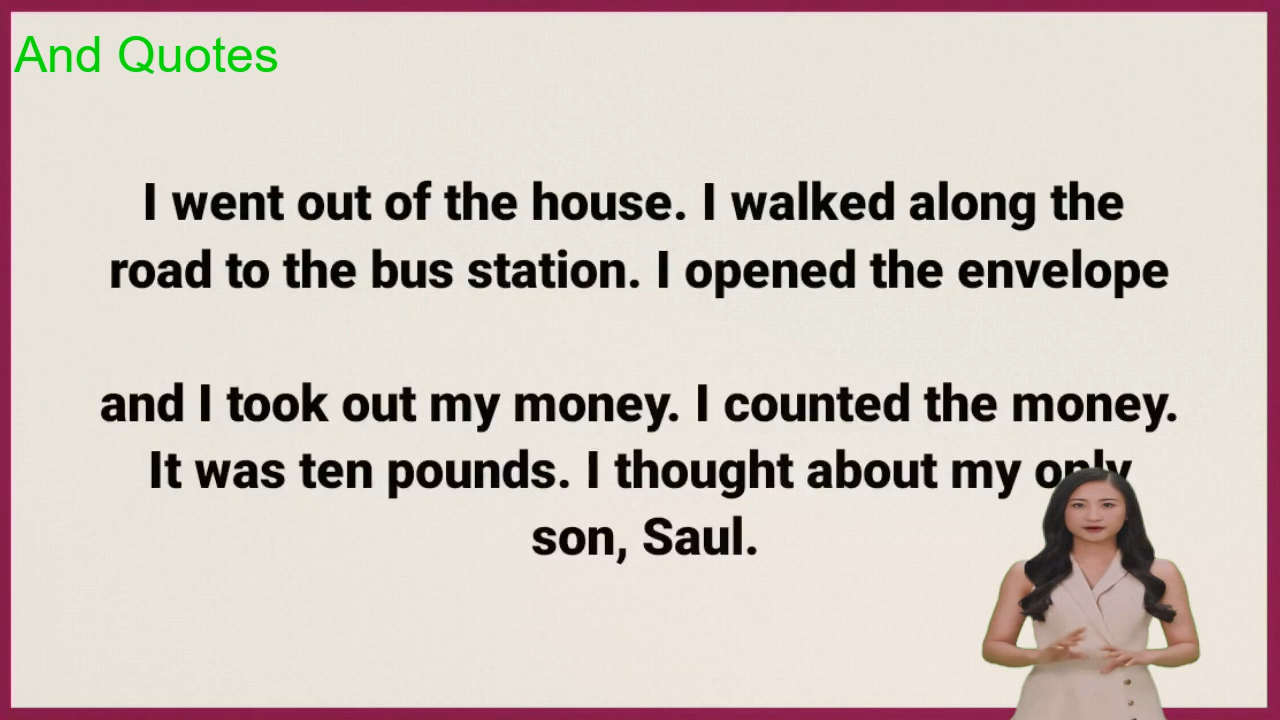 And Quotes
I went out of the house. I walked along the
road to the bus station. I opened the envelope
and I took out my money. I counted the money.
It was ten pounds. I thought about my only
son, Saul.